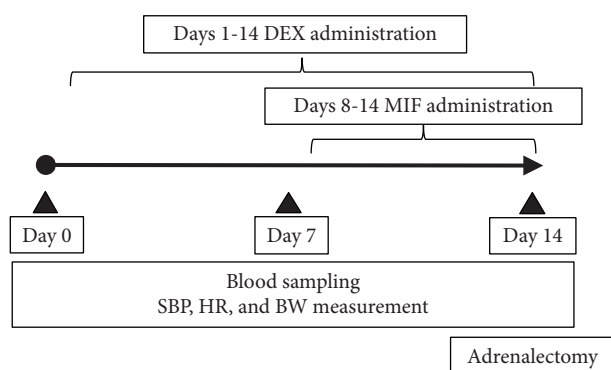 Days 1-14 DEX administration
Days 8-14 MIF administration
Day 0
Day 7
Day 14
Blood sampling
SBP, HR, and BW measurement
Adrenalectomy